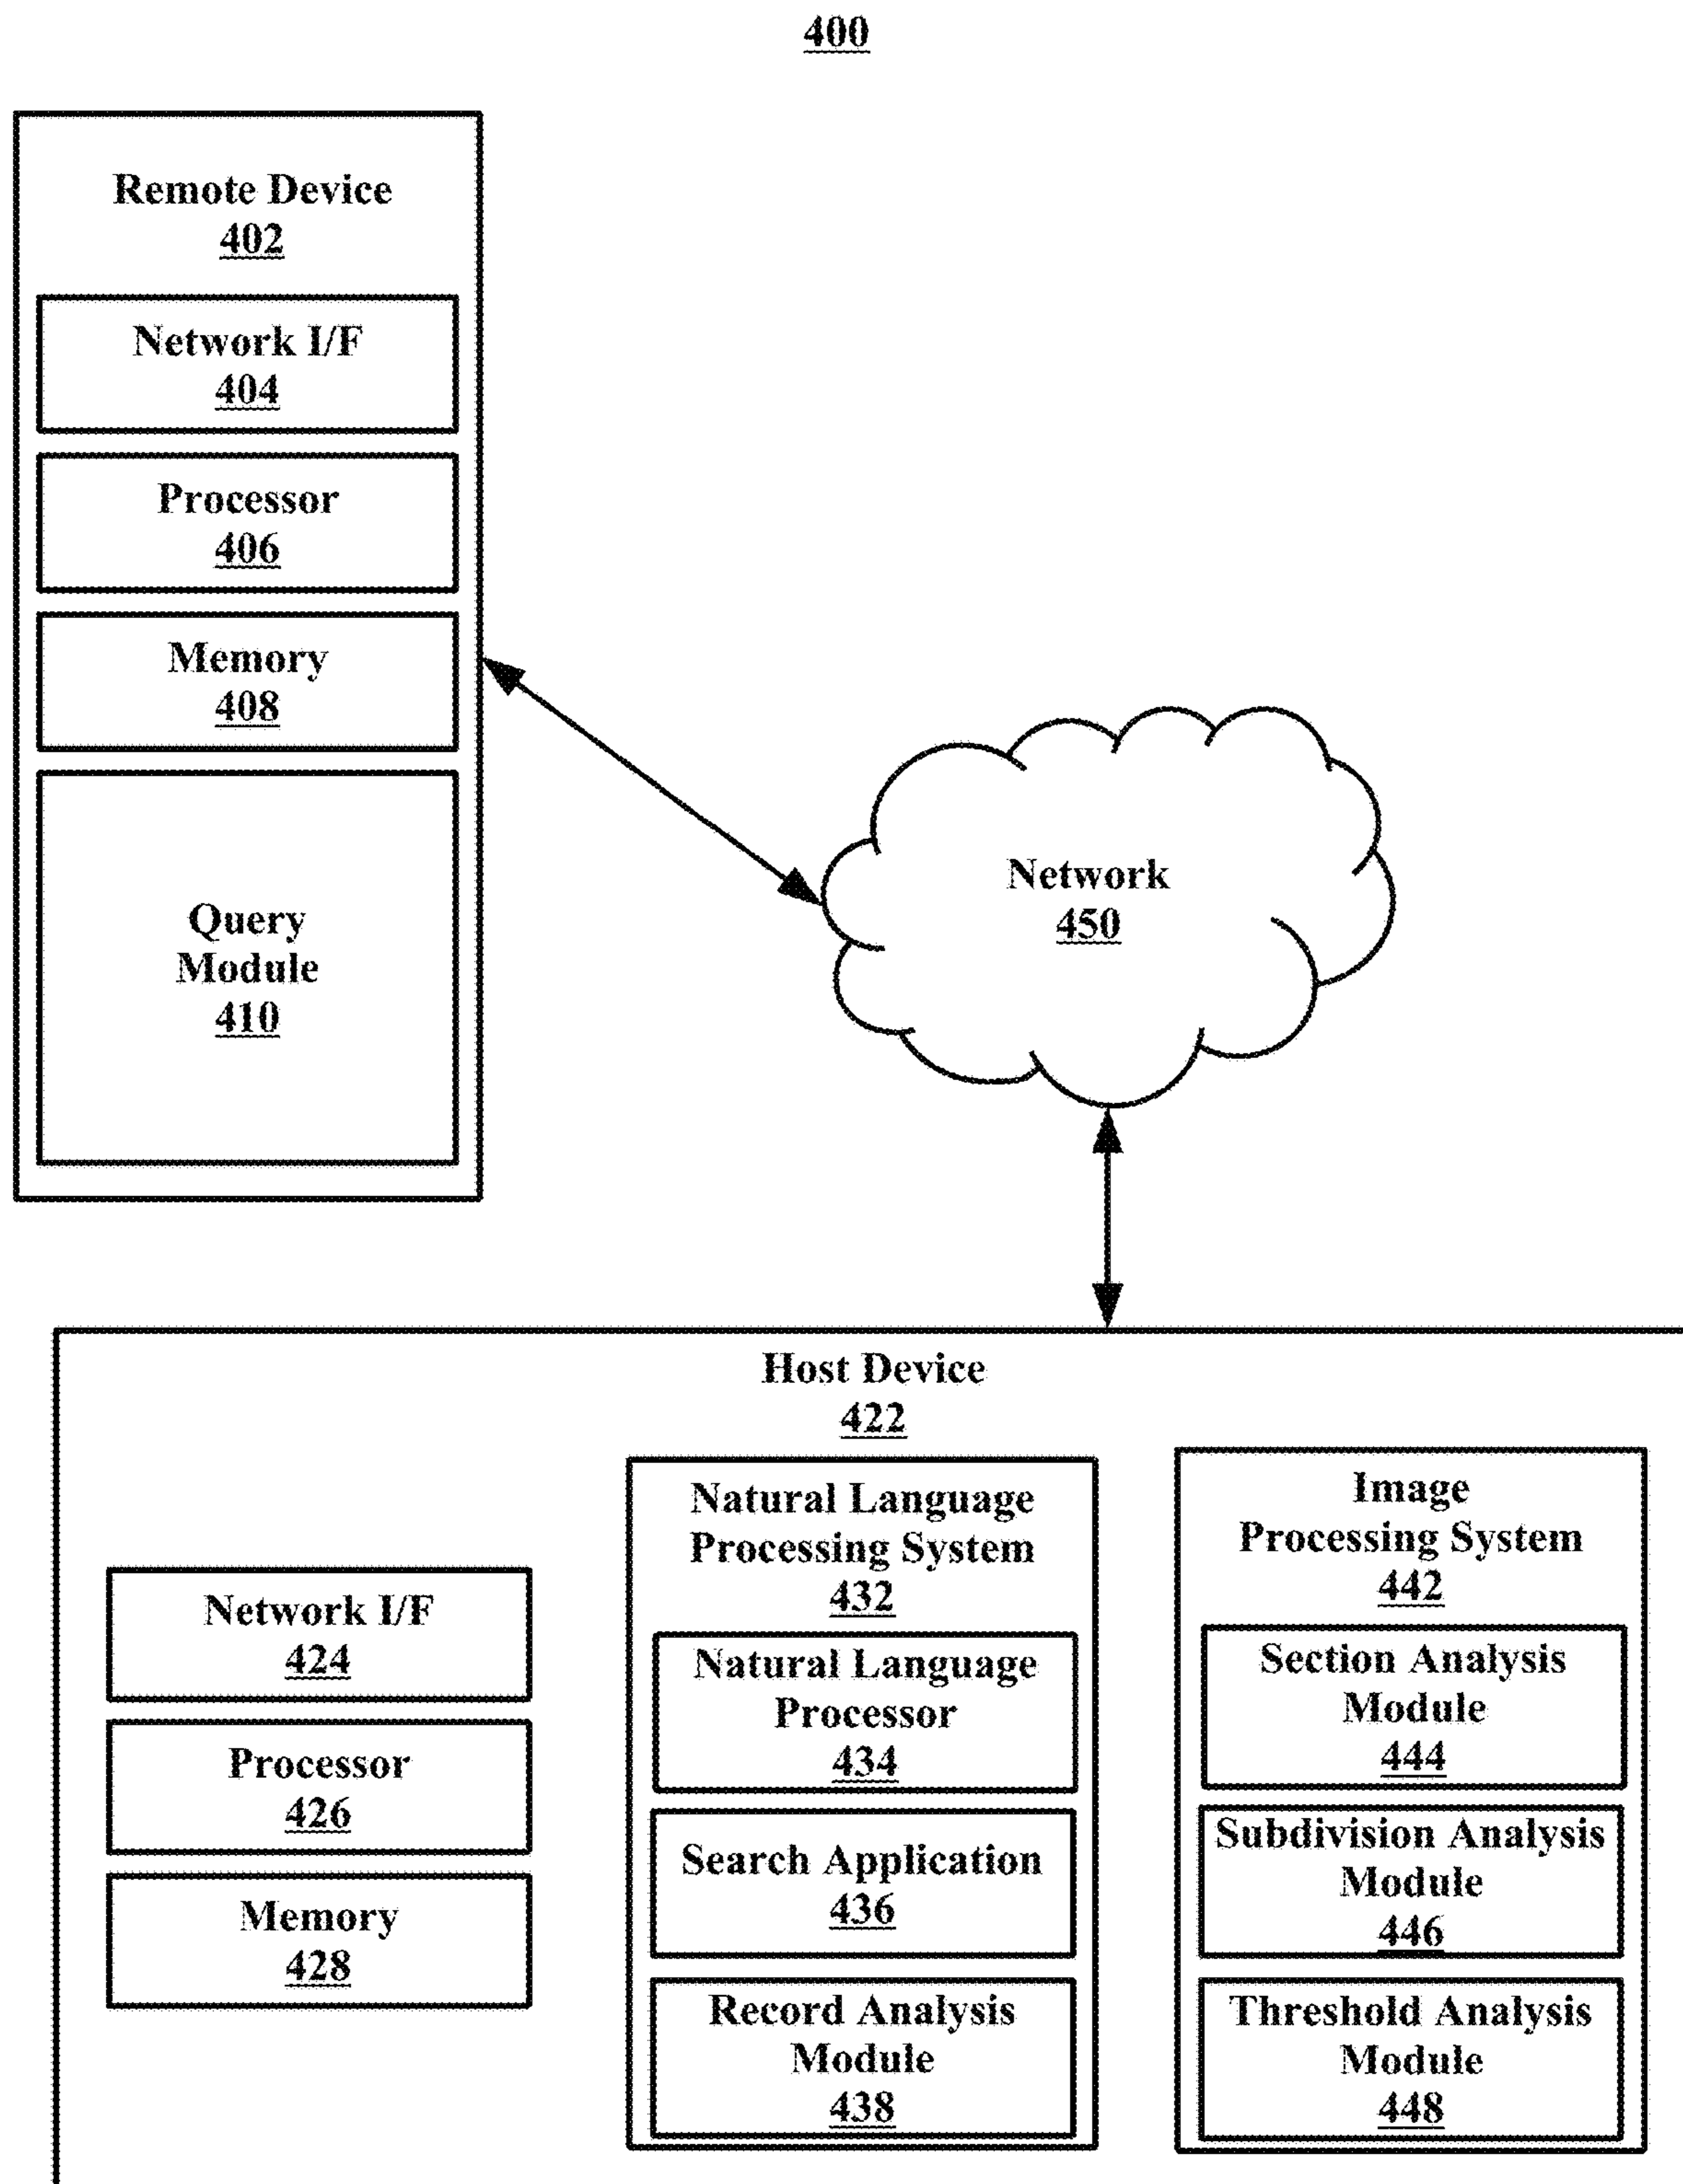 400
Remote Device
402
Network I/F
404
Processor
406
Memory
408
Query
Module
410
Network
450
Host Device
422
Network I/F
424
Processor
426
Memory
428
Natural Language
Processing System
432
Natural Language
Processor
434
Search Application
436
Record Analysis
Module
438
Image
Processing System
442
Section Analysis
Module
444
Subdivision Analysis
Module
446
Threshold Analysis
Module
448